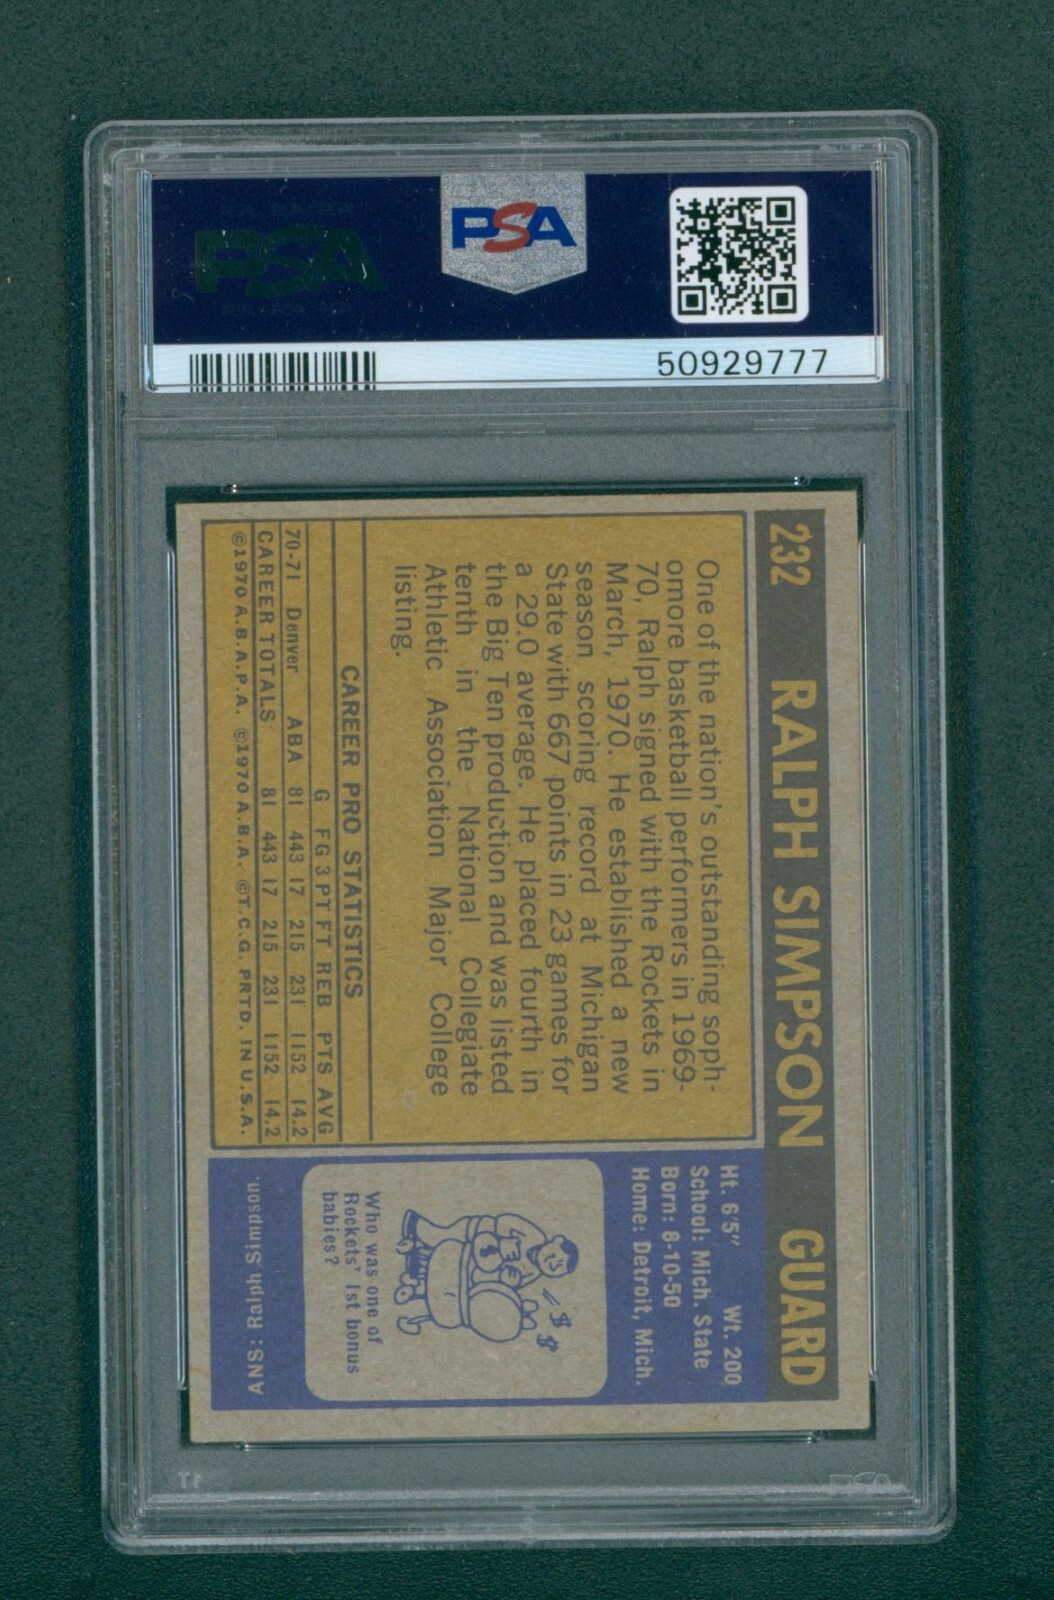 PSA
PSA
50929777
232 RALPH SIMPSON GUARD
One of the nation's outstanding soph-
omore basketball performers in 1969-
70, Ralph signed with the Rockets in
March, 1970. He established a new
season scoring record at Michigan
State with 667 points in 23 games for
a 29.0 average. He placed fourth in
the Big Ten production and was listed
tenth in the National Collegiate
Athletic Association Major College
listing.
CAREER PRO STATISTICS
G FG 3PT FT REB PTS AVG
70-71 Denver ABA 81 443 17 215 231 1152 14.2
CAREER TOTALS 81 443 17 215 231 1152 14.2
©1970 A.B.A.P.A. ©1970 A.B.A. ©T.C.G. PRTD. IN U.S.A.
Ht. 6'5" Wt. 200
School: Mich. State
Born: 8-10-50
Home: Detroit, Mich.
$
$
Who was one of
Rockets' 1st bonus
babies?
ANS: Ralph Simpson.
PSA